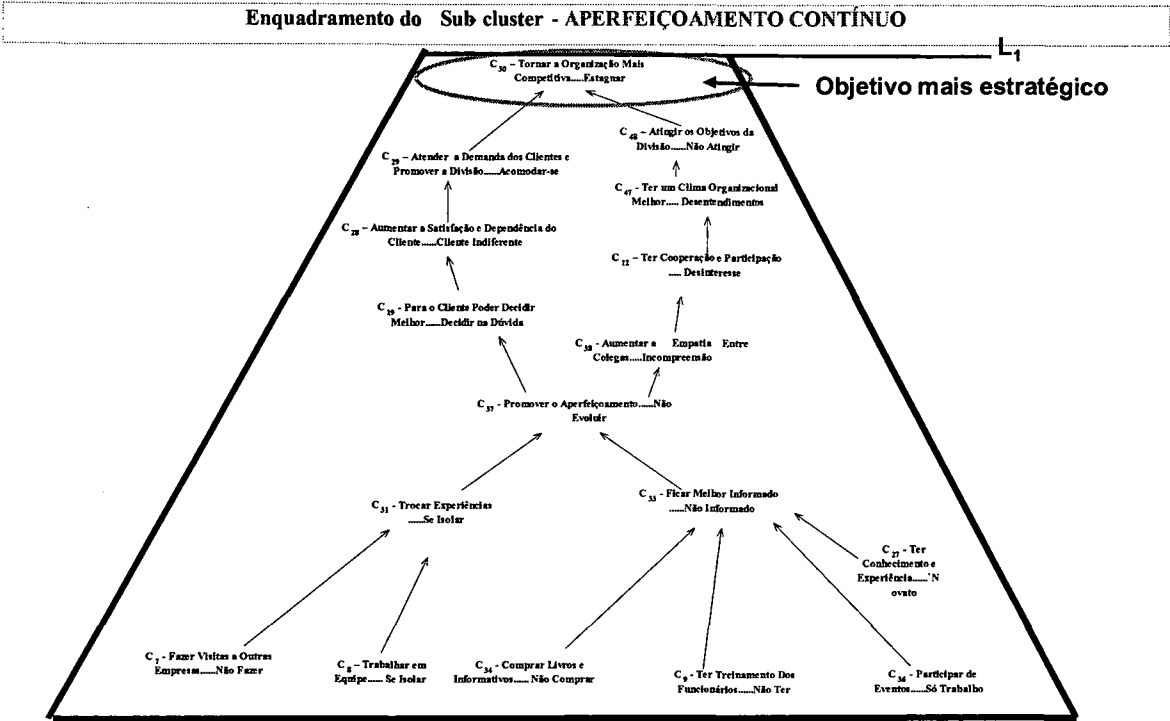 Enquadramento do Sub cluster - APERFEIÇOAMENTO CONTÍNUO
L1
C30 - Tornar a Organização Mais
Competitiva.....Estagnar
Objetivo mais estratégico
C48 – Atingir os Objetivos da
Divisão......Não Atingir
C29 – Atender a Demanda dos Clientes e
Promover a Divisão......Acomodar-se
C47 - Ter um Clima Organizacional
Melhor..... Desentendimentos
C28 – Aumentar a Satisfação e Dependência do
Cliente......Cliente Indiferente
C12 – Ter Cooperação e Participação
..... Desinteresse
C19 - Para o Cliente Poder Decidir
Melhor......Decidir na Dúvida
C38 - Aumentar a Empatia Entre
Colegas.....Incompreensão
C37 - Promover o Aperfeiçoamento......Não
Evoluir
C31 - Trocar Experiências
......Se Isolar
C33 - Ficar Melhor Informado
......Não Informado
C27 - Ter
Conhecimento e
Experiência......`N
ovato
C7 - Fazer Visitas a Outras
Empresas......Não Fazer
C8 – Trabalhar em
Equipe...... Se Isolar
C34 - Comprar Livros e
Informativos...... Não Comprar
C9 - Ter Treinamento Dos
Funcionários......Não Ter
C36 - Participar de
Eventos......Só Trabalho